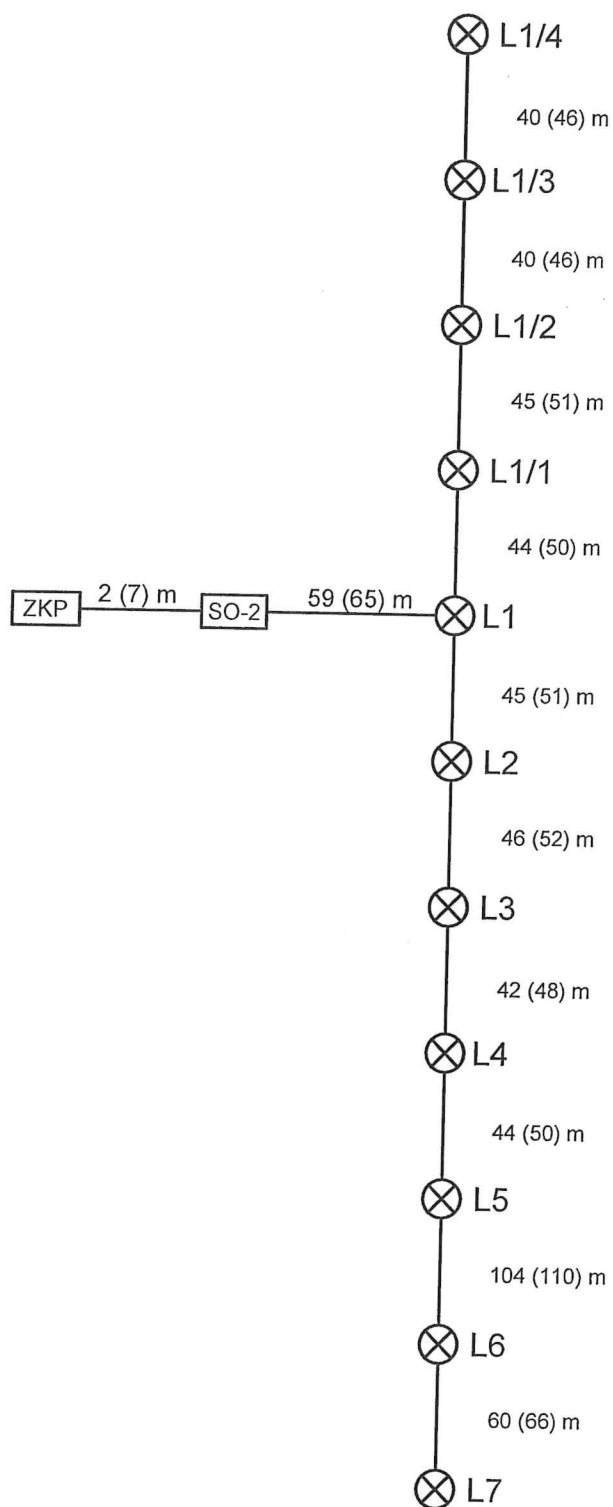 L1/4
40 (46) m
L1/3
40 (46) m
L1/2
45 (51) m
L1/1
44 (50) m
ZKP 2 (7) m SO-2 59 (65) m L1
45 (51) m
L2
46 (52) m
L3
42 (48) m
L4
44 (50) m
L5
104 (110) m
L6
60 (66) m
L7